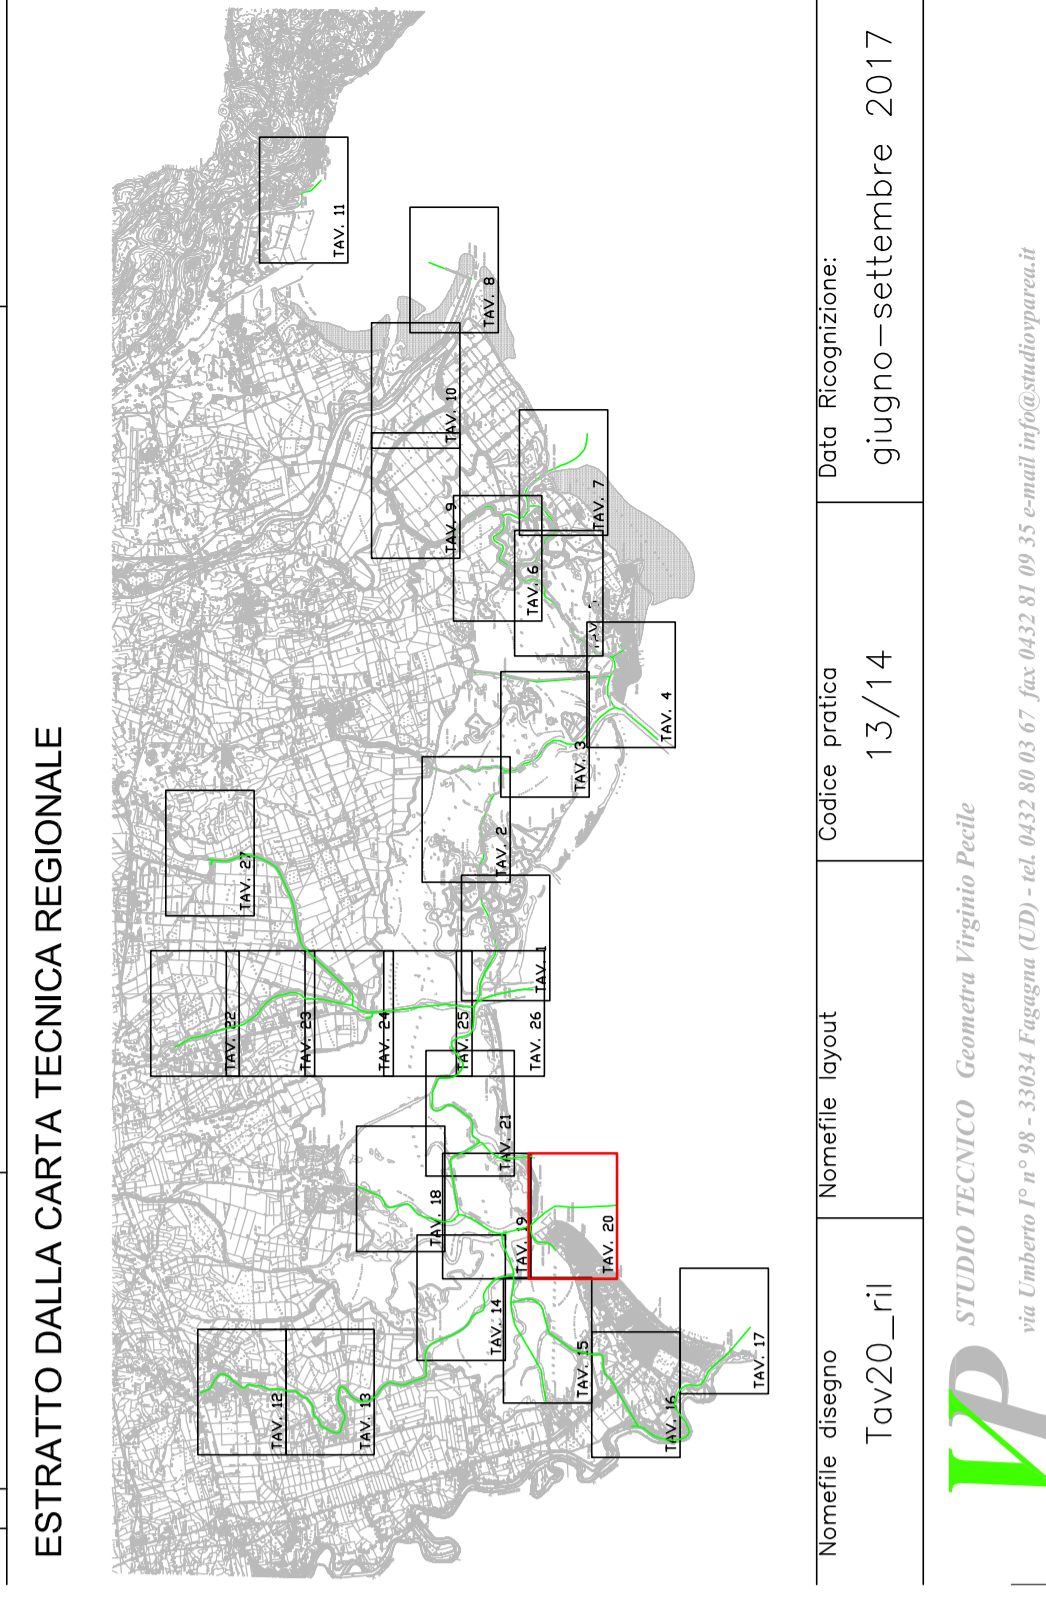 ESTRATTO DALLA CARTA TECNICA REGIONALE
TAV. 11
TAV. 8
TAV. 10
TAV. 9
TAV. 7
TAV. 6
TAV. 4
TAV. 3
TAV. 2
TAV. 27
TAV. 1
TAV. 22
TAV. 23
TAV. 24
TAV. 25
TAV. 26
TAV. 21
TAV. 18
TAV. 19
TAV. 20
TAV. 14
TAV. 15
TAV. 12
TAV. 13
TAV. 16
TAV. 17
Nomefile disegno
Tav20_ril
Nomefile layout
Codice pratica
13/14
Data Ricognizione:
giugno-settembre 2017
VP
STUDIO TECNICO Geometra Virginio Pecile
via Umberto I° n° 98 - 33034 Fagagna (UD) - tel. 0432 80 03 67 fax 0432 81 09 35 e-mail info@studiovparea.it